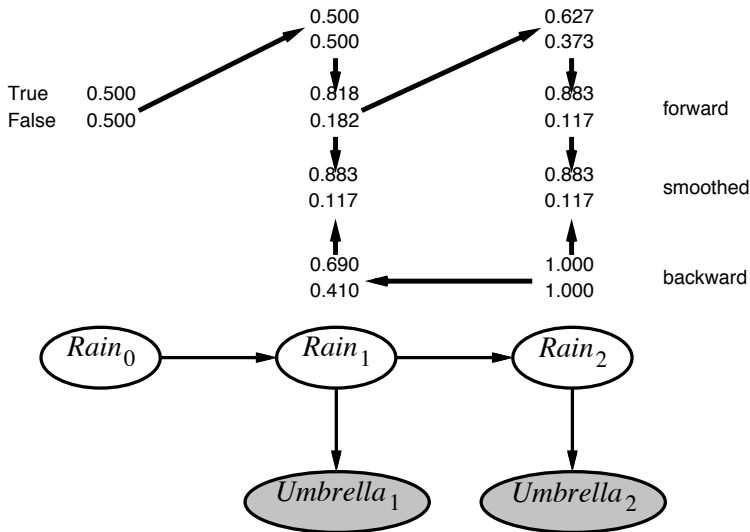 0.500 0.627
0.500 0.373
True 0.500 0.818 0.883
False 0.500 0.182 0.117 forward
0.883 0.883
0.117 0.117 smoothed
0.690 1.000
0.410 1.000 backward
Rain0 Rain1 Rain2
Umbrella1 Umbrella2